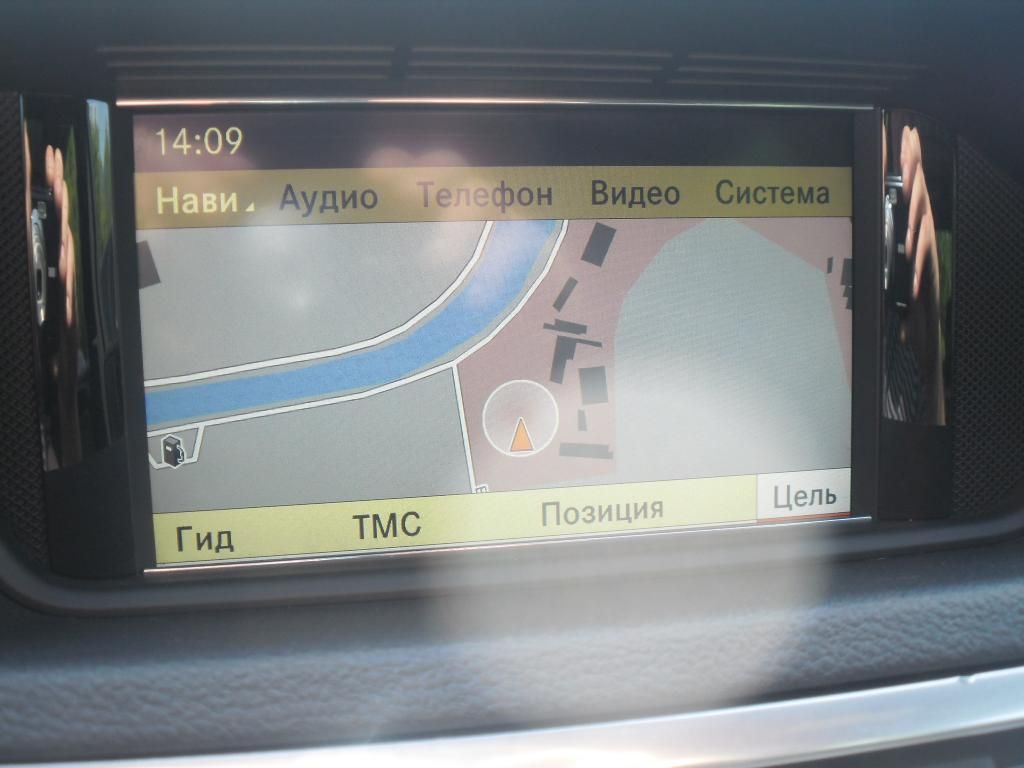 14:09
Нави Аудио Телефон Видео Система
Гид TMC Позиция Цель